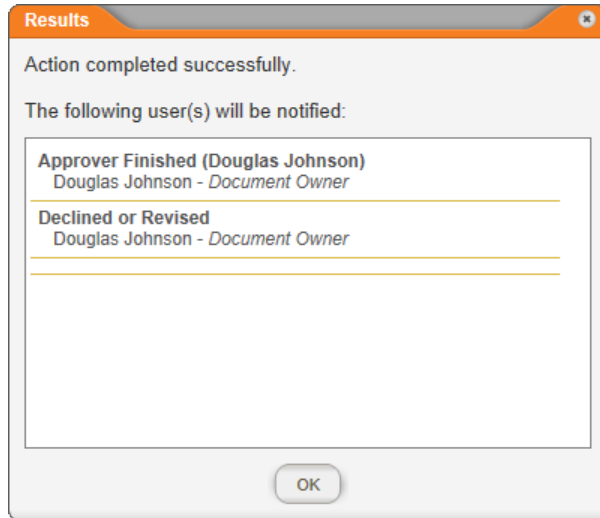 Results
Action completed successfully.
The following user(s) will be notified:
Approver Finished (Douglas Johnson)
Douglas Johnson - Document Owner
Declined or Revised
Douglas Johnson - Document Owner
OK